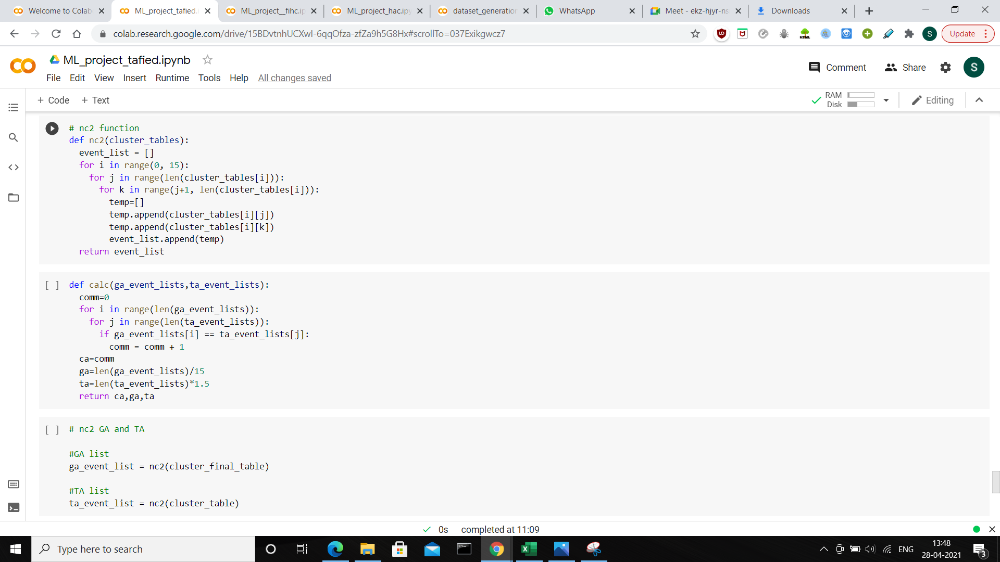 Welcome to Colab
ML_project_tafied.i
ML_project__fihc.ip
ML_project_hac.ipy
dataset_generation
WhatsApp
Meet - ekz-hjyr-ns
Downloads
colab.research.google.com/drive/15BDvtnhUCXwI-6qqOfza-zfZa9h5G8Hx#scrollTo=037Exikgwcz7
HTML
S
Update
ML_project_tafied.ipynb
Comment
Share
S
File Edit View Insert Runtime Tools Help All changes saved
+ Code + Text
RAM
Disk
Editing
# nc2 function
def nc2(cluster_tables):
  event_list = []
  for i in range(0, 15):
    for j in range(len(cluster_tables[i])):
      for k in range(j+1, len(cluster_tables[i])):
        temp=[]
        temp.append(cluster_tables[i][j])
        temp.append(cluster_tables[i][k])
        event_list.append(temp)
  return event_list
[ ] def calc(ga_event_lists,ta_event_lists):
  comm=0
  for i in range(len(ga_event_lists)):
    for j in range(len(ta_event_lists)):
      if ga_event_lists[i] == ta_event_lists[j]:
        comm = comm + 1
  ca=comm
  ga=len(ga_event_lists)/15
  ta=len(ta_event_lists)*1.5
  return ca,ga,ta
[ ] # nc2 GA and TA
#GA list
ga_event_list = nc2(cluster_final_table)
#TA list
ta_event_list = nc2(cluster_table)
0s completed at 11:09
Type here to search
ENG
13:48
28-04-2021
3